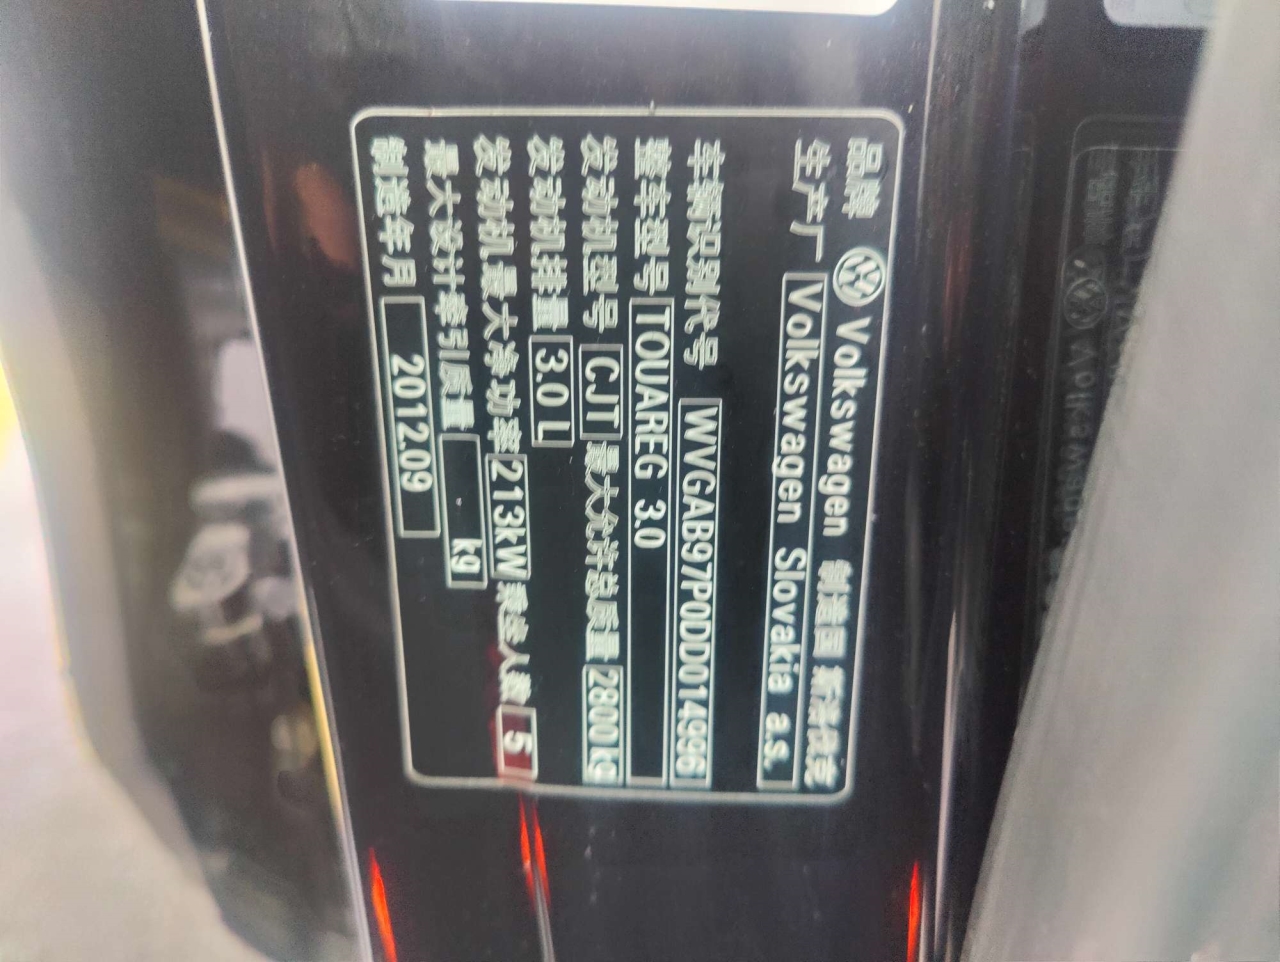 品牌 Volkswagen 制造国 斯洛伐克
生产厂 Volkswagen Slovakia a.s.
车辆识别代号 WVGAB97P0DD014996
整车型号 TOUAREG 3.0
发动机型号 CJT 最大允许总质量 2800 kg
发动机排量 3.0 L
发动机最大净功率 213kW 乘坐人数 5
最大设计牵引质量 kg
制造年月 2012.09